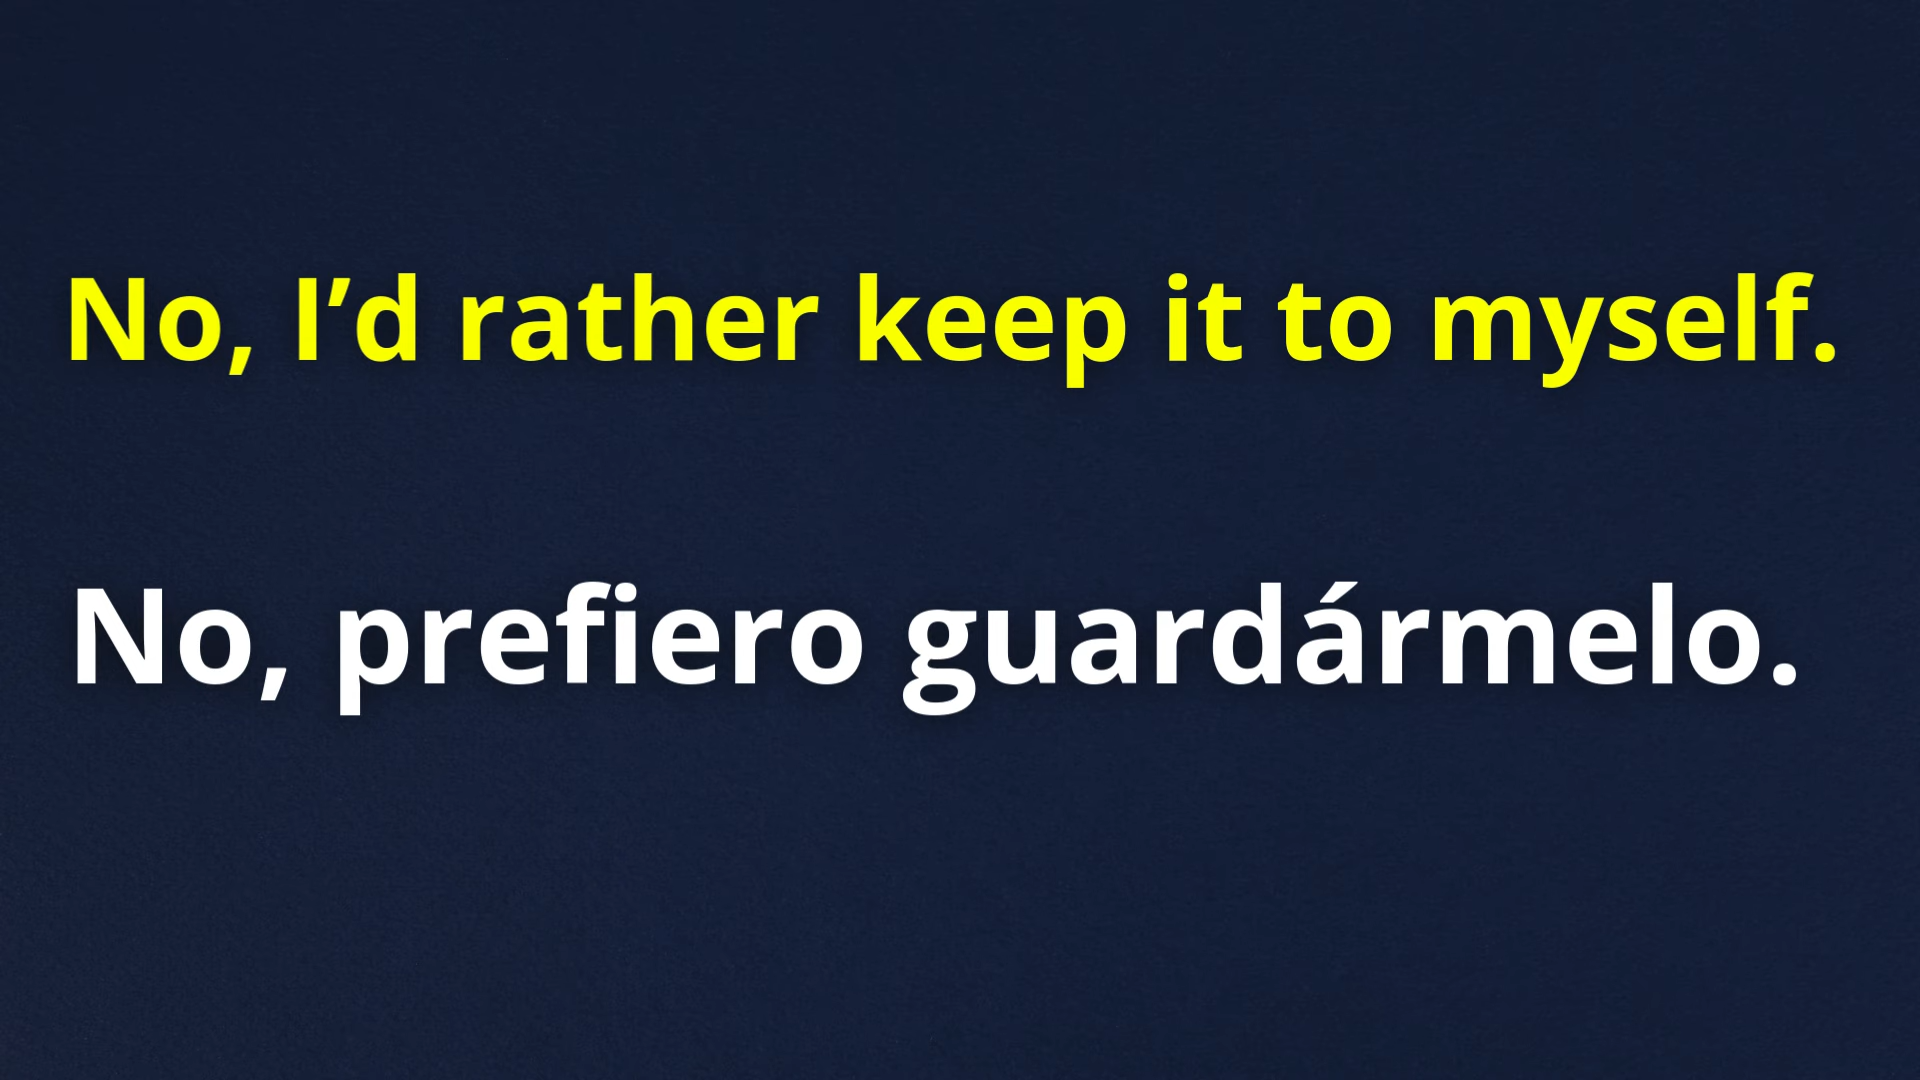 No, I’d rather keep it to myself.
No, prefiero guardármelo.